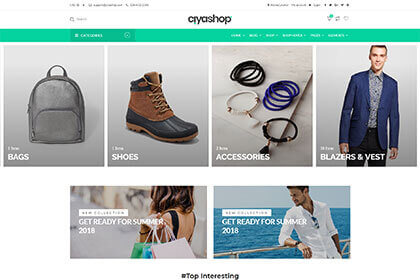 ciyashop
Search
CATEGORIES
HOME
BLOG
SHOP
PAGES
ELEMENTS
BAGS
SHOES
ACCESSORIES
BLAZERS & VEST
NEW COLLECTION
GET READY FOR SUMMER
2018
NEW COLLECTION
GET READY FOR SUMMER
2018
#Top Interesting